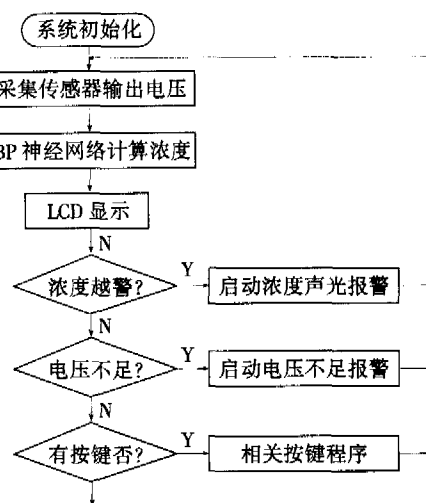 系统初始化
采集传感器输出电压
BP 神经网络计算浓度
LCD 显示
N
浓度越警?
Y
启动浓度声光报警
N
电压不足?
Y
启动电压不足报警
N
有按键否?
Y
相关按键程序